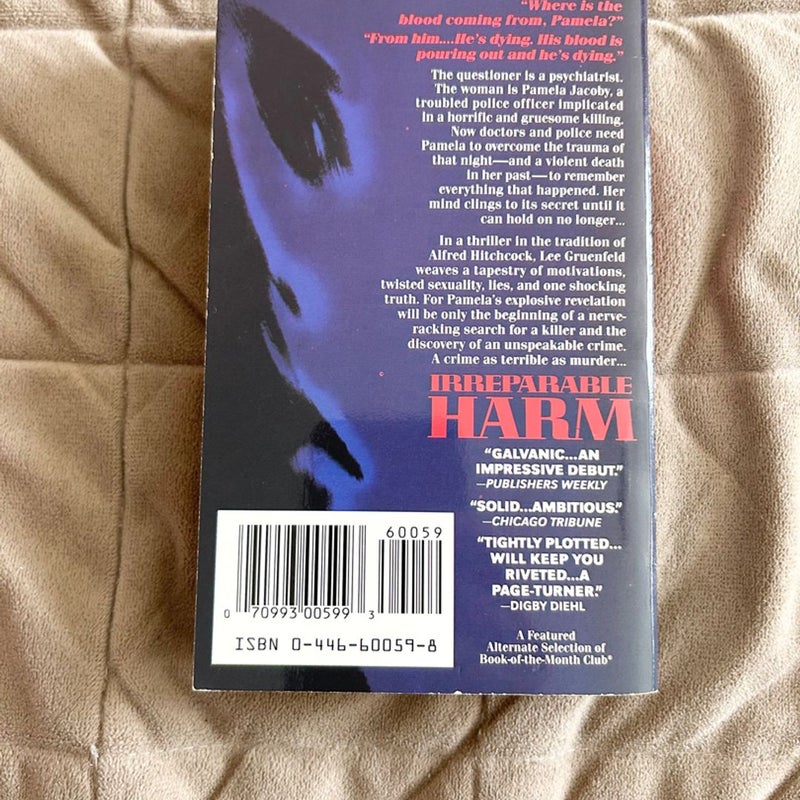 “Where is the
blood coming from, Pamela?”
“From him....He’s dying. His blood is
pouring out and he’s dying.”
The questioner is a psychiatrist.
The woman is Pamela Jacoby, a
troubled police officer implicated
in a horrific and gruesome killing.
Now doctors and police need
Pamela to overcome the trauma of
that night—and a violent death
in her past—to remember
everything that happened. Her
mind clings to its secret until it
can hold on no longer...
In a thriller in the tradition of
Alfred Hitchcock, Lee Gruenfeld
weaves a tapestry of motivations,
twisted sexuality, lies, and one shocking
truth. For Pamela’s explosive revelation
will be only the beginning of a nerve-
racking search for a killer and the
discovery of an unspeakable crime.
A crime as terrible as murder...
IRREPARABLE
HARM
“GALVANIC...AN
IMPRESSIVE DEBUT.”
—PUBLISHERS WEEKLY
“SOLID...AMBITIOUS.”
—CHICAGO TRIBUNE
“TIGHTLY PLOTTED...
WILL KEEP YOU
RIVETED...A
PAGE-TURNER.”
—DIGBY DIEHL
A Featured
Alternate Selection of
Book-of-the-Month Club®
60059
0 70993 00599 3
ISBN 0-446-60059-8